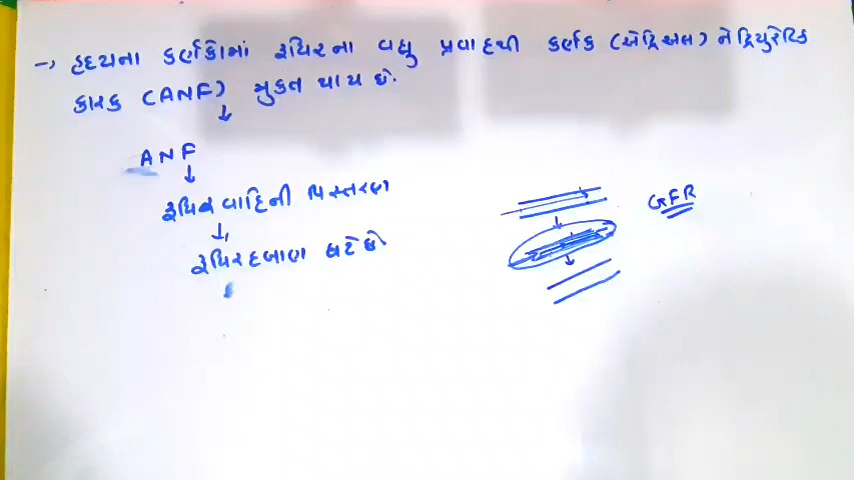 → હૃદયના કર્ણકોમાં રુધિરના વધુ પ્રવાહથી કર્ણક (એટ્રિઅલ) નેટ્રિયુરેટિક
કારક (ANF) મુકત થાય છે.
↓
ANF
↓
રુધિરવાહિની વિસ્તરણ
↓
રુધિરદબાણ ઘટે છે
GFR